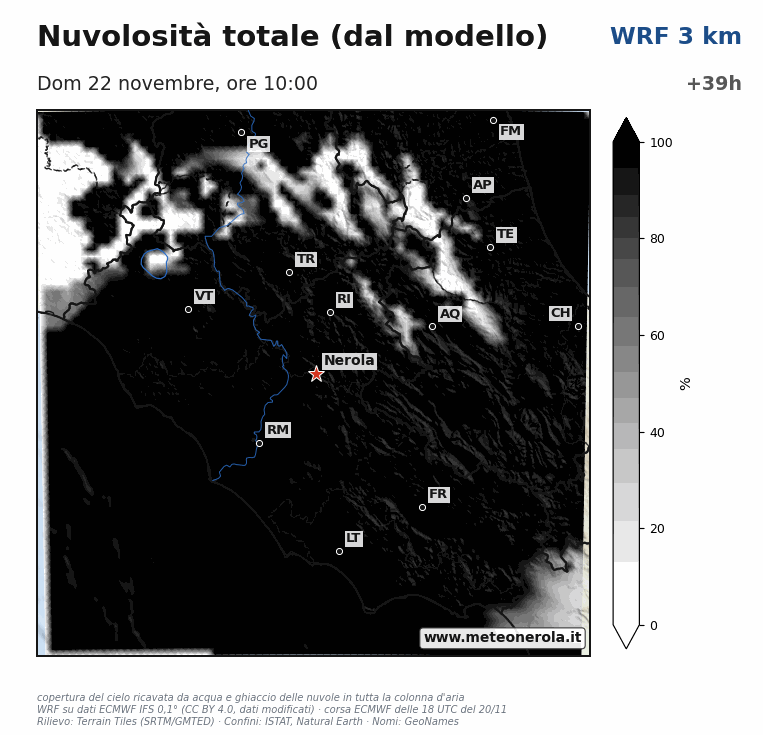 Nuvolosità totale (dal modello)
WRF 3 km
Dom 22 novembre, ore 10:00
+39h
PG
FM
AP
TE
TR
VT
RI
AQ
CH
Nerola
RM
FR
LT
www.meteonerola.it
100
80
60
40
20
0
%
copertura del cielo ricavata da acqua e ghiaccio delle nuvole in tutta la colonna d'aria
WRF su dati ECMWF IFS 0,1° (CC BY 4.0, dati modificati) · corsa ECMWF delle 18 UTC del 20/11
Rilievo: Terrain Tiles (SRTM/GMTED) · Confini: ISTAT, Natural Earth · Nomi: GeoNames